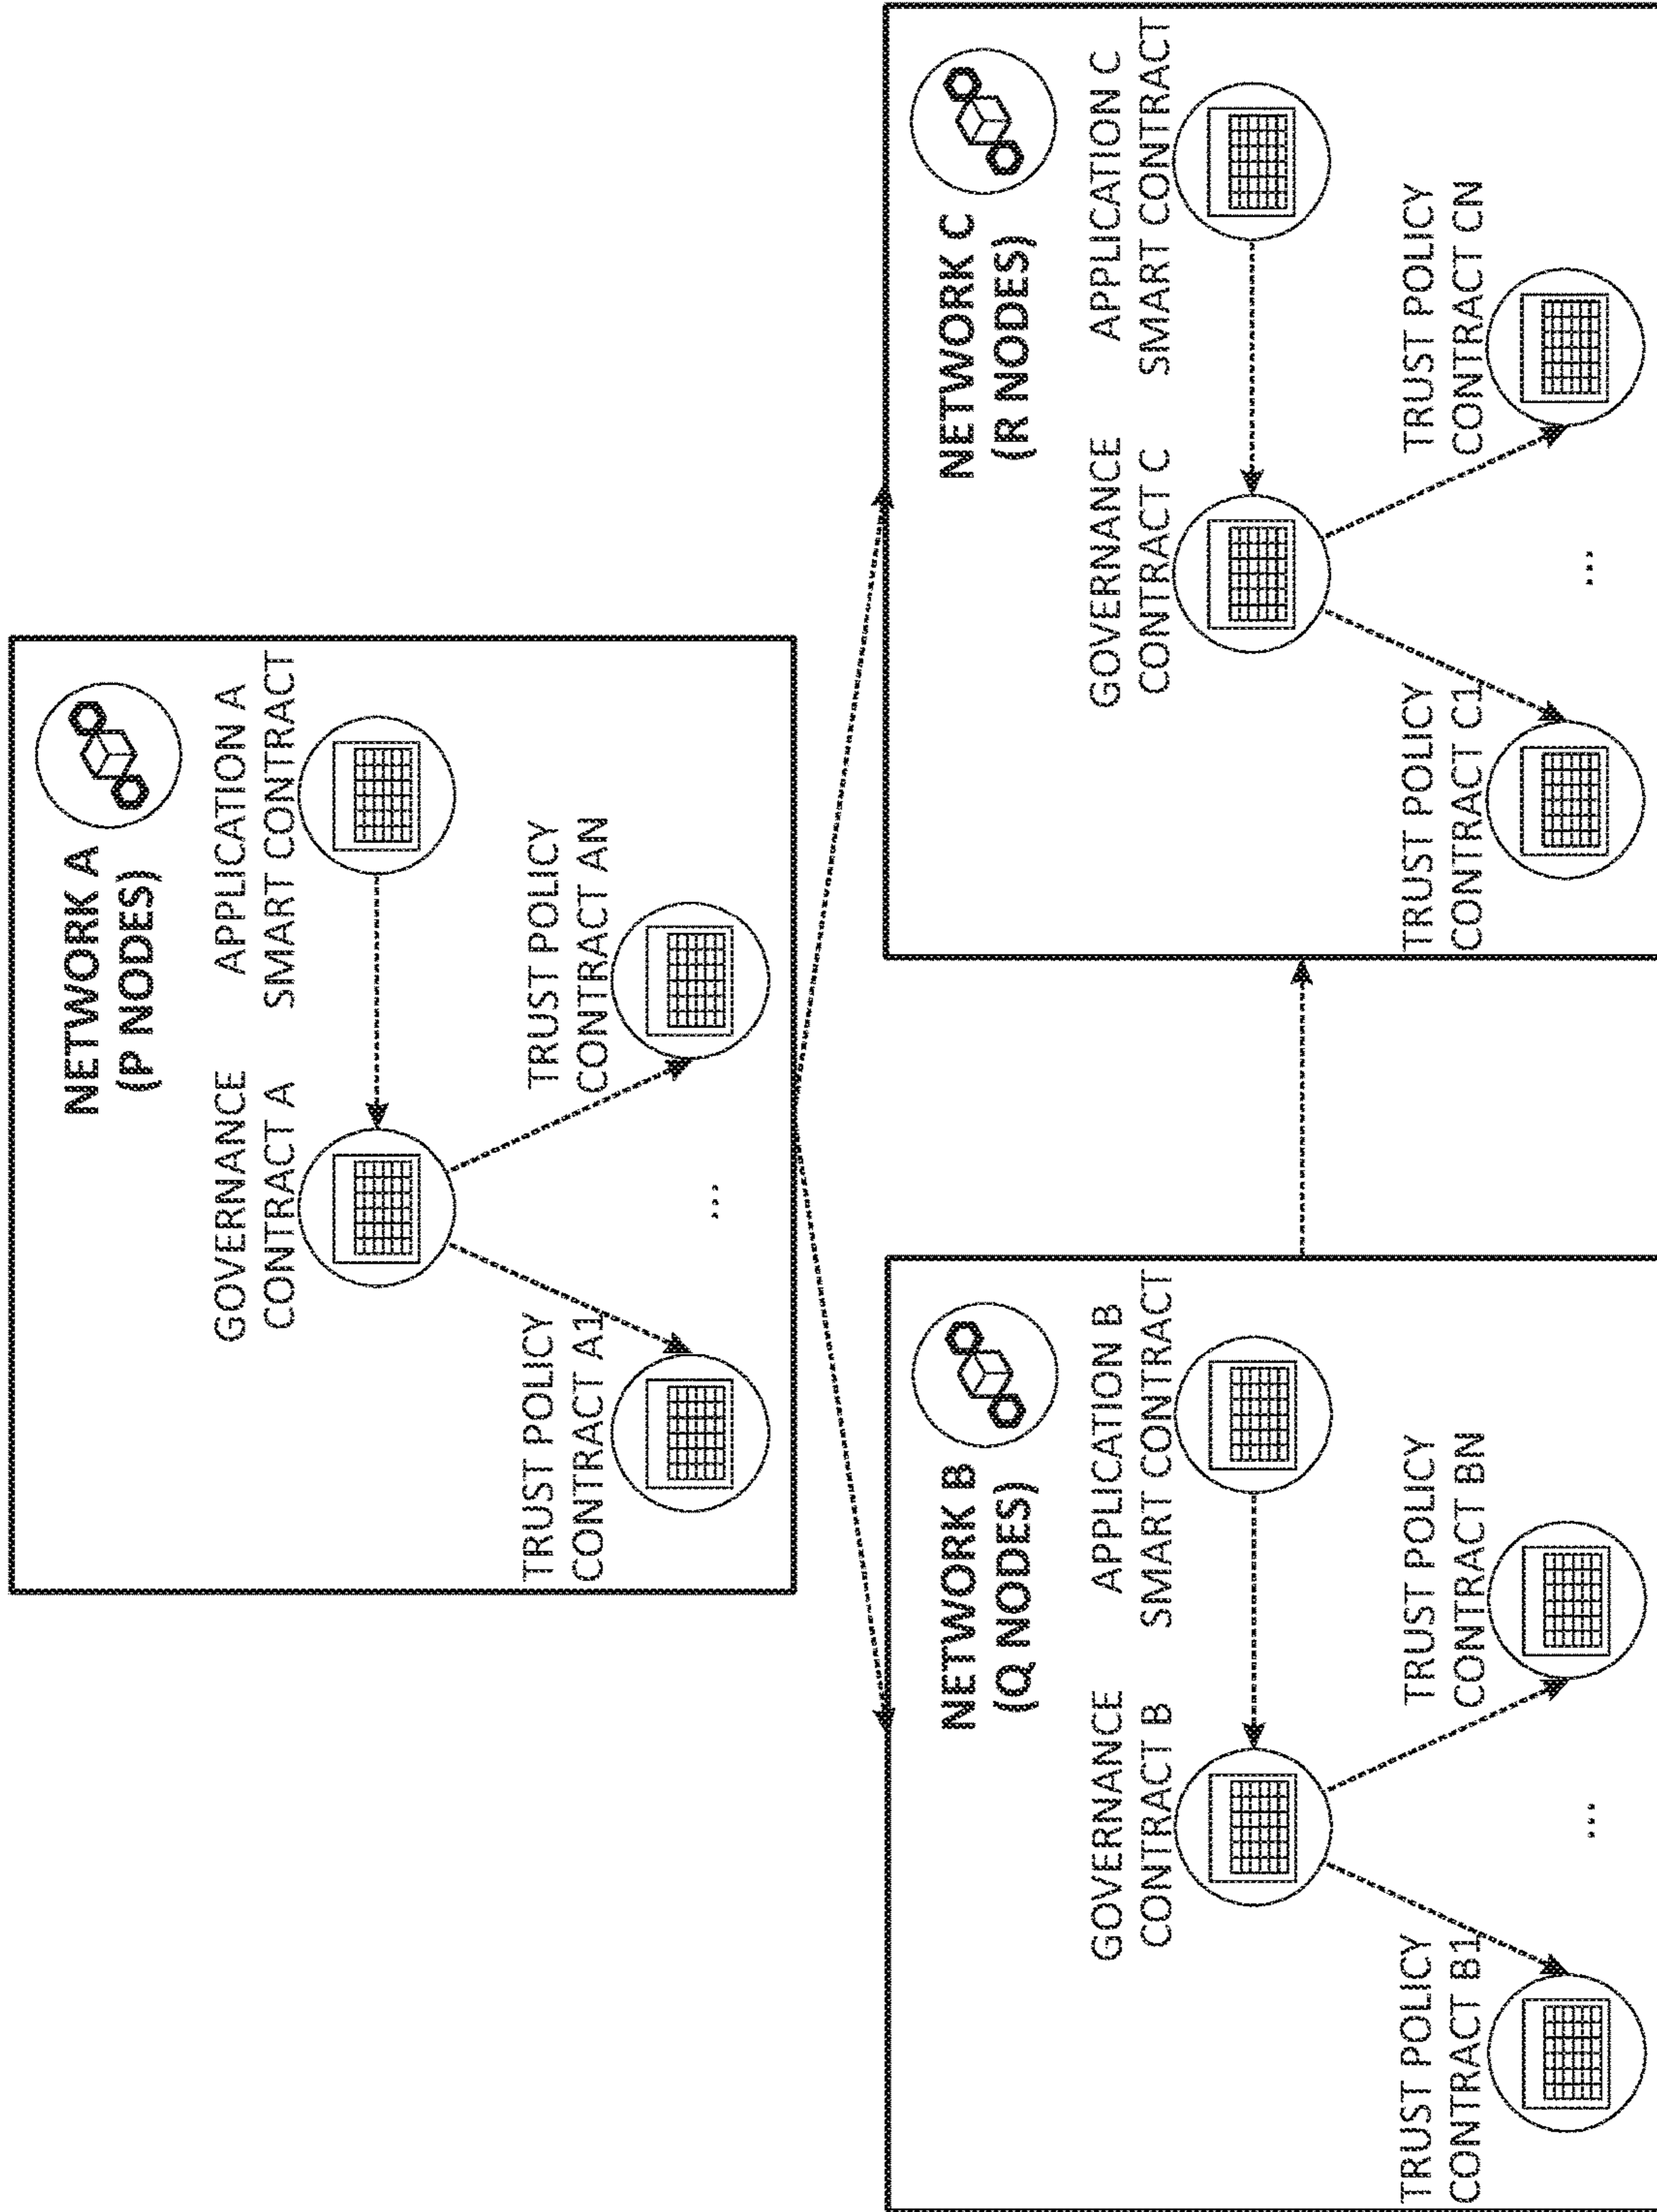 NETWORK A
(P NODES)
GOVERNANCE
CONTRACT A
APPLICATION A
SMART CONTRACT
TRUST POLICY
CONTRACT A1
...
TRUST POLICY
CONTRACT AN
NETWORK B
(Q NODES)
GOVERNANCE
CONTRACT B
APPLICATION B
SMART CONTRACT
TRUST POLICY
CONTRACT B1
...
TRUST POLICY
CONTRACT BN
NETWORK C
(R NODES)
GOVERNANCE
CONTRACT C
APPLICATION C
SMART CONTRACT
TRUST POLICY
CONTRACT C1
...
TRUST POLICY
CONTRACT CN